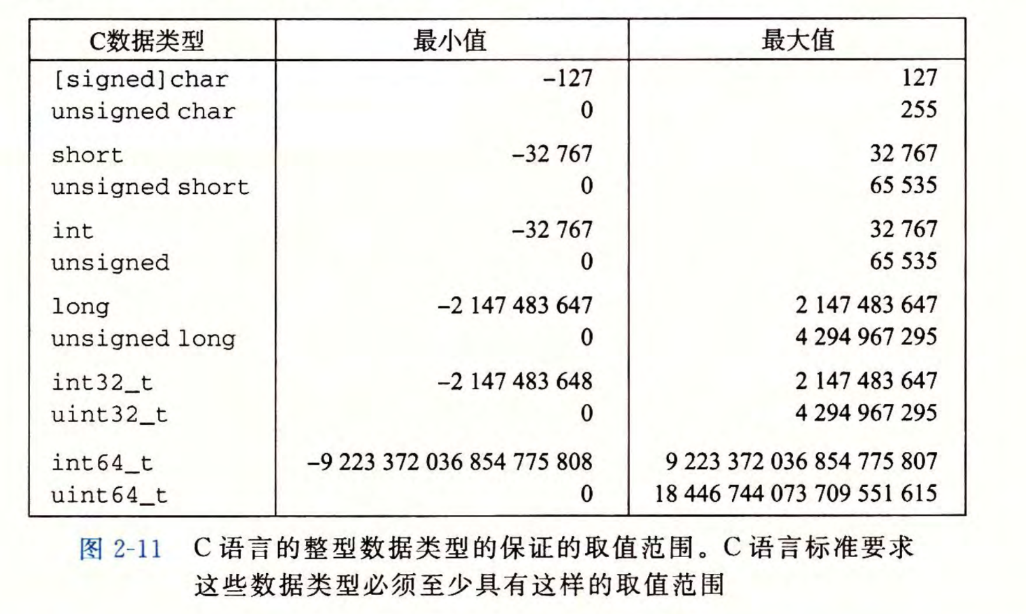 C数据类型 最小值 最大值
[signed]char −127 127
unsigned char 0 255
short −32 767 32 767
unsigned short 0 65 535
int −32 767 32 767
unsigned 0 65 535
long −2 147 483 647 2 147 483 647
unsigned long 0 4 294 967 295
int32_t −2 147 483 648 2 147 483 647
uint32_t 0 4 294 967 295
int64_t −9 223 372 036 854 775 808 9 223 372 036 854 775 807
uint64_t 0 18 446 744 073 709 551 615
图 2-11 C 语言的整型数据类型的保证的取值范围。C 语言标准要求
这些数据类型必须至少具有这样的取值范围